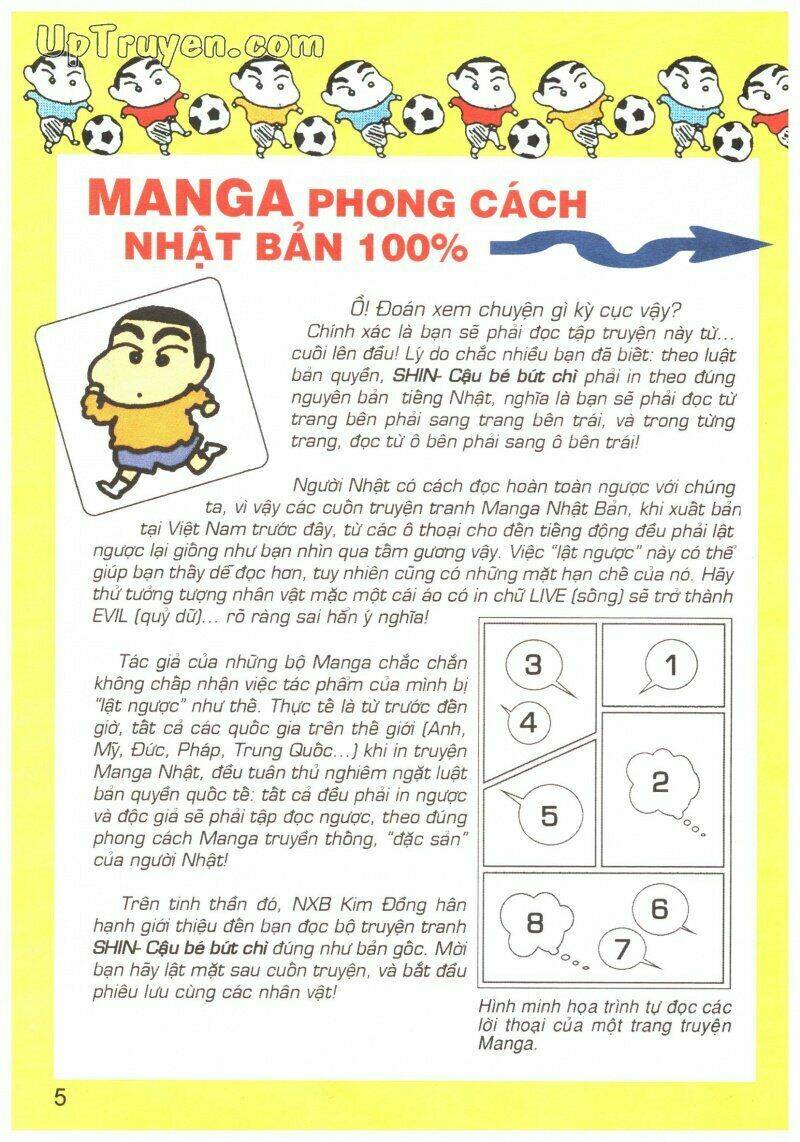 UpTruyen.com
MANGA PHONG CÁCH
NHẬT BẢN 100%
Ồ! Đoán xem chuyện gì kỳ cục vậy?
Chính xác là bạn sẽ phải đọc tập truyện này từ...
cuối lên đầu! Lý do chắc nhiều bạn đã biết: theo luật
bản quyền, SHIN- Cậu bé bút chì phải in theo đúng
nguyên bản tiếng Nhật, nghĩa là bạn sẽ phải đọc từ
trang bên phải sang trang bên trái, và trong từng
trang, đọc từ ô bên phải sang ô bên trái!
Người Nhật có cách đọc hoàn toàn ngược với chúng
ta, vì vậy các cuốn truyện tranh Manga Nhật Bản, khi xuất bản
tại Việt Nam trước đây, từ các ô thoại cho đến tiếng động đều phải lật
ngược lại giống như bạn nhìn qua tấm gương vậy. Việc "lật ngược" này có thể
giúp bạn thấy dễ đọc hơn, tuy nhiên cũng có những mặt hạn chế của nó. Hãy
thử tưởng tượng nhân vật mặc một cái áo có in chữ LIVE (sống) sẽ trở thành
EVIL (quỷ dữ)... rõ ràng sai hẳn ý nghĩa!
Tác giả của những bộ Manga chắc chắn
không chấp nhận việc tác phẩm của mình bị
"lật ngược" như thế. Thực tế là từ trước đến
giờ, tất cả các quốc gia trên thế giới (Anh,
Mỹ, Đức, Pháp, Trung Quốc...) khi in truyện
Manga Nhật, đều tuân thủ nghiêm ngặt luật
bản quyền quốc tế: tất cả đều phải in ngược
và độc giả sẽ phải tập đọc ngược, theo đúng
phong cách Manga truyền thống, "đặc sản"
của người Nhật!
Trên tinh thần đó, NXB Kim Đồng hân
hạnh giới thiệu đến bạn đọc bộ truyện tranh
SHIN- Cậu bé bút chì đúng như bản gốc. Mời
bạn hãy lật mặt sau cuốn truyện, và bắt đầu
phiêu lưu cùng các nhân vật!
1
2
3
4
5
6
7
8
Hình minh họa trình tự đọc các
lời thoại của một trang truyện
Manga.
5